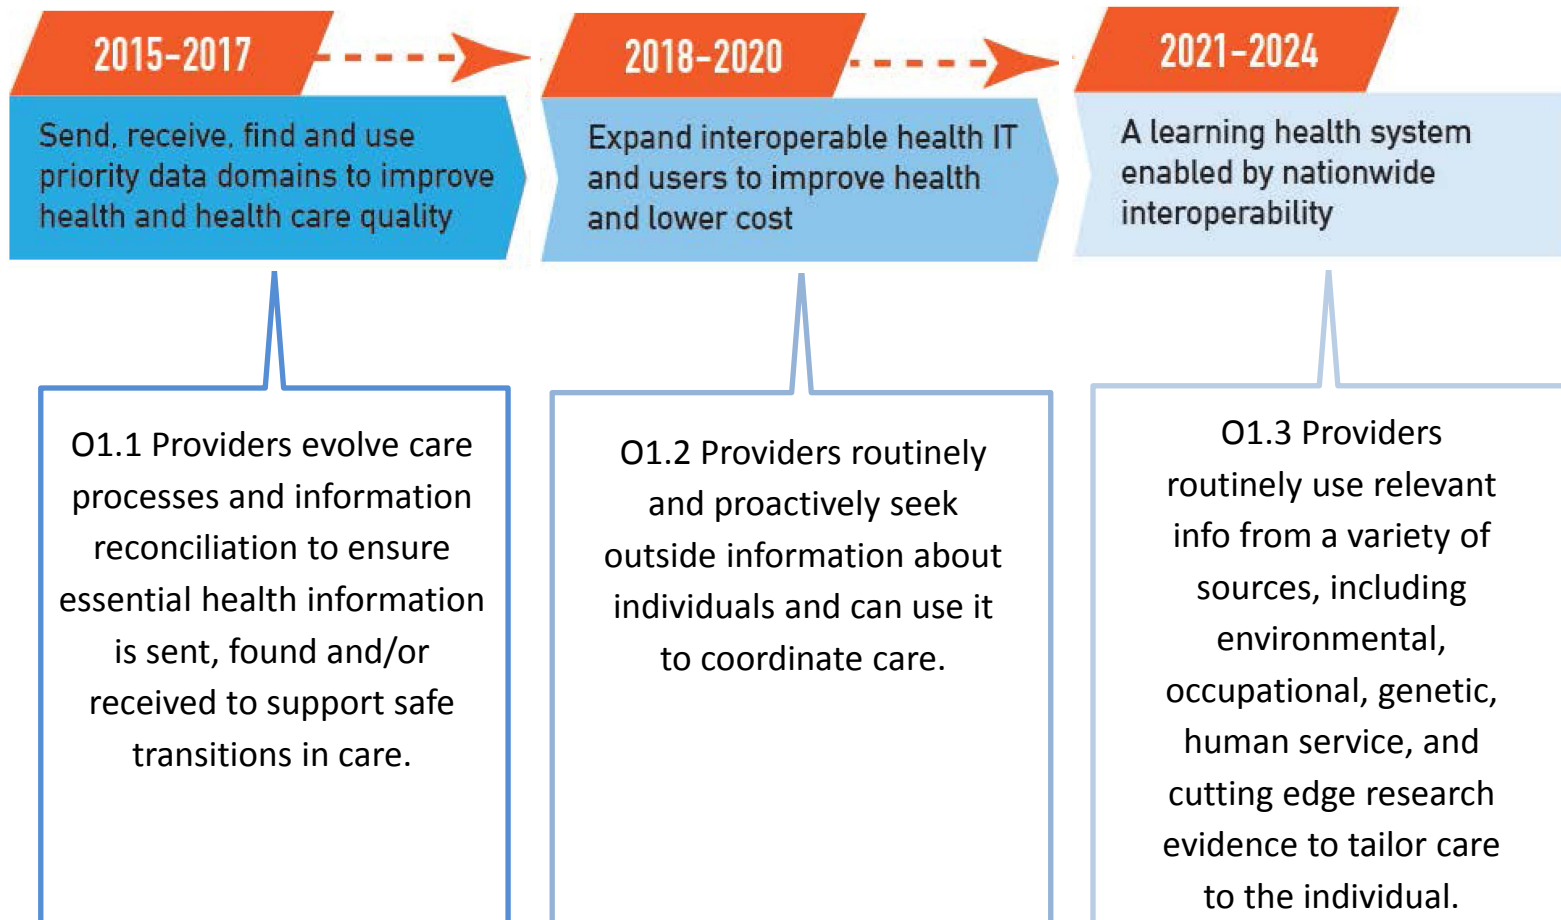 2015–2017
Send, receive, find and use
priority data domains to improve
health and health care quality
2018–2020
Expand interoperable health IT
and users to improve health
and lower cost
2021–2024
A learning health system
enabled by nationwide
interoperability
O1.1 Providers evolve care
processes and information
reconciliation to ensure
essential health information
is sent, found and/or
received to support safe
transitions in care.
O1.2 Providers routinely
and proactively seek
outside information about
individuals and can use it
to coordinate care.
O1.3 Providers
routinely use relevant
info from a variety of
sources, including
environmental,
occupational, genetic,
human service, and
cutting edge research
evidence to tailor care
to the individual.